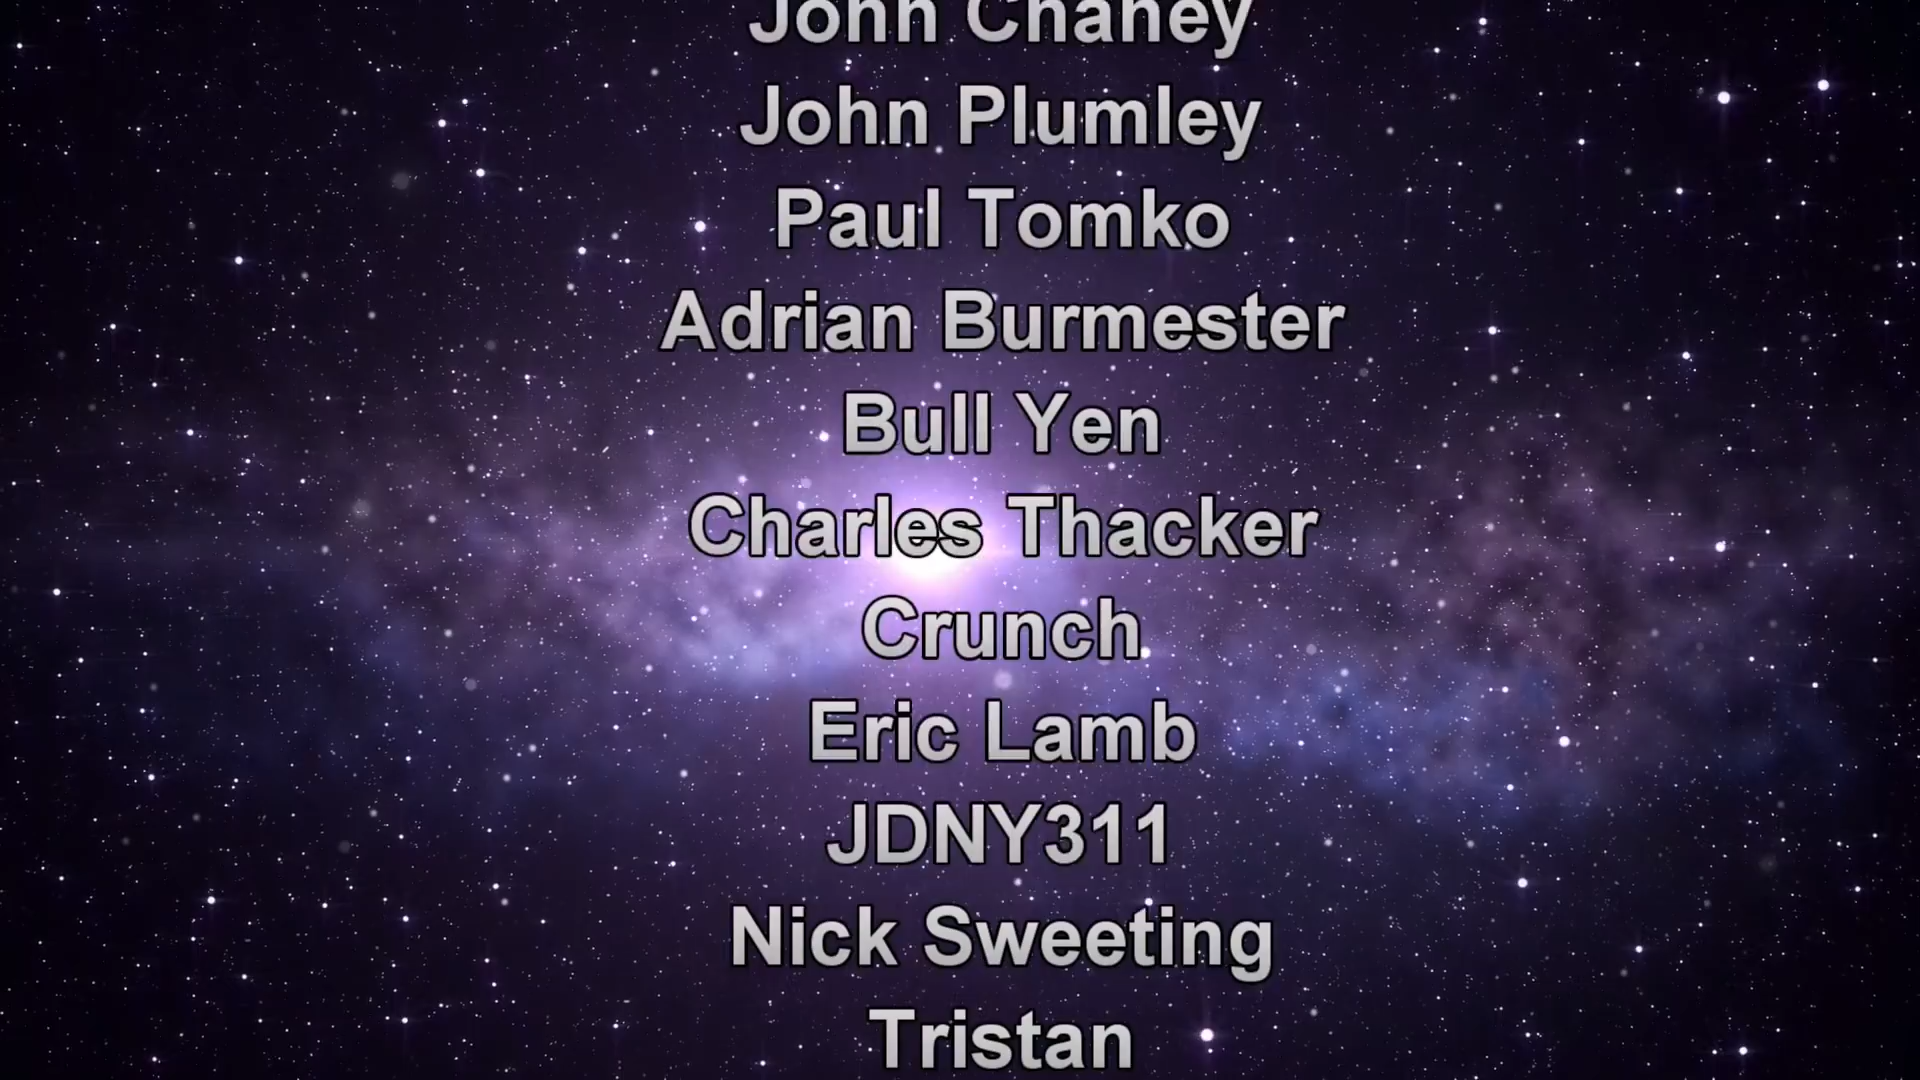 John Chaney
John Plumley
Paul Tomko
Adrian Burmester
Bull Yen
Charles Thacker
Crunch
Eric Lamb
JDNY311
Nick Sweeting
Tristan